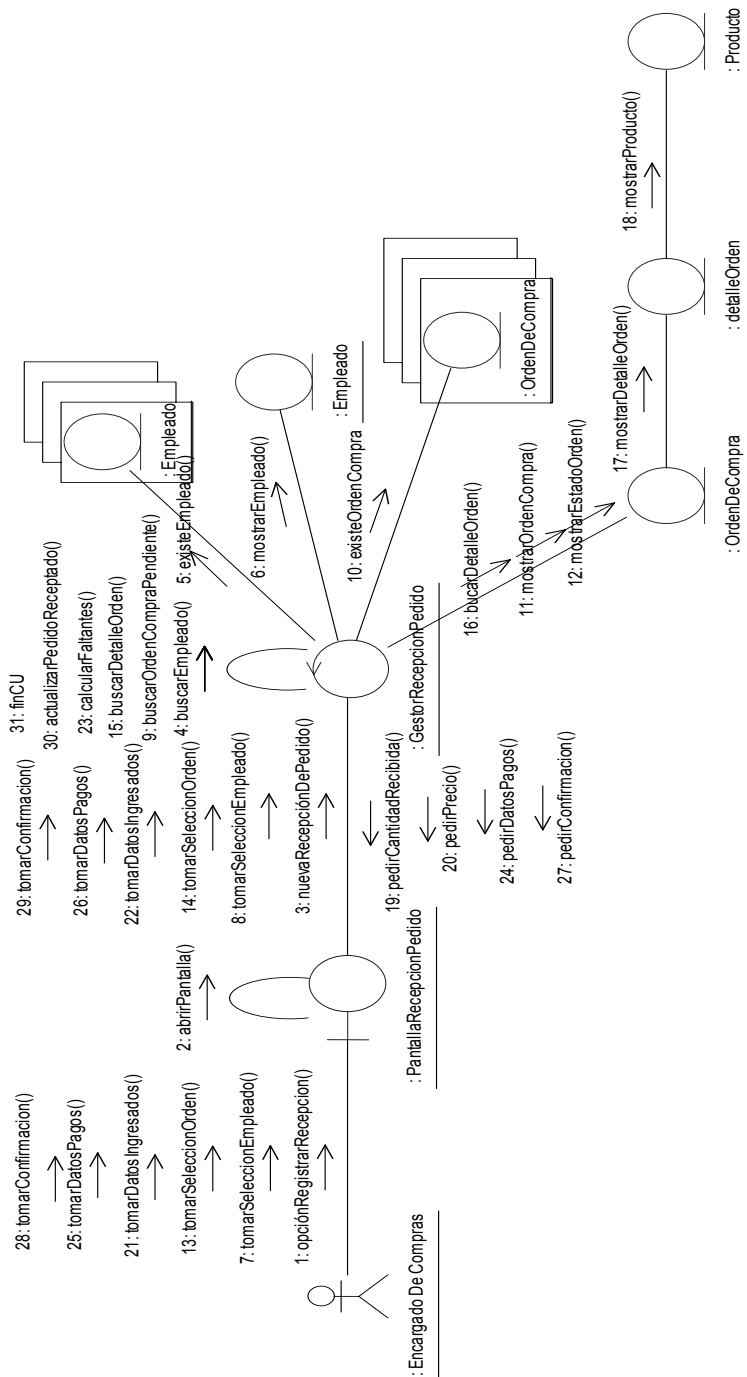 28: tomarConfirmacion()
25: tomarDatosPagos()
21: tomarDatosIngresados()
13: tomarSeleccionOrden()
7: tomarSeleccionEmpleado()
1: opciónRegistrarRecepcion()
: Encargado De Compras
2: abrirPantalla()
: PantallaRecepcionPedido
29: tomarConfirmacion()
26: tomarDatosPagos()
22: tomarDatosIngresados()
14: tomarSeleccionOrden()
8: tomarSeleccionEmpleado()
3: nuevaRecepciónDePedido()
19: pedirCantidadRecibida()
20: pedirPrecio()
24: pedirDatosPagos()
27: pedirConfirmacion()
31: finCU
30: actualizarPedidoReceptado()
23: calcularFaltantes()
15: buscarDetalleOrden()
9: buscarOrdenCompraPendiente()
4: buscarEmpleado()
: GestorRecepcionPedido
5: existeEmpleado()
: Empleado
6: mostrarEmpleado()
: Empleado
10: existeOrdenCompra
: OrdenDeCompra
16: bucarDetalleOrden()
11: mostrarOrdenCompra()
12: mostrarEstadoOrden()
: OrdenDeCompra
17: mostrarDetalleOrden()
: detalleOrden
18: mostrarProducto()
: Producto